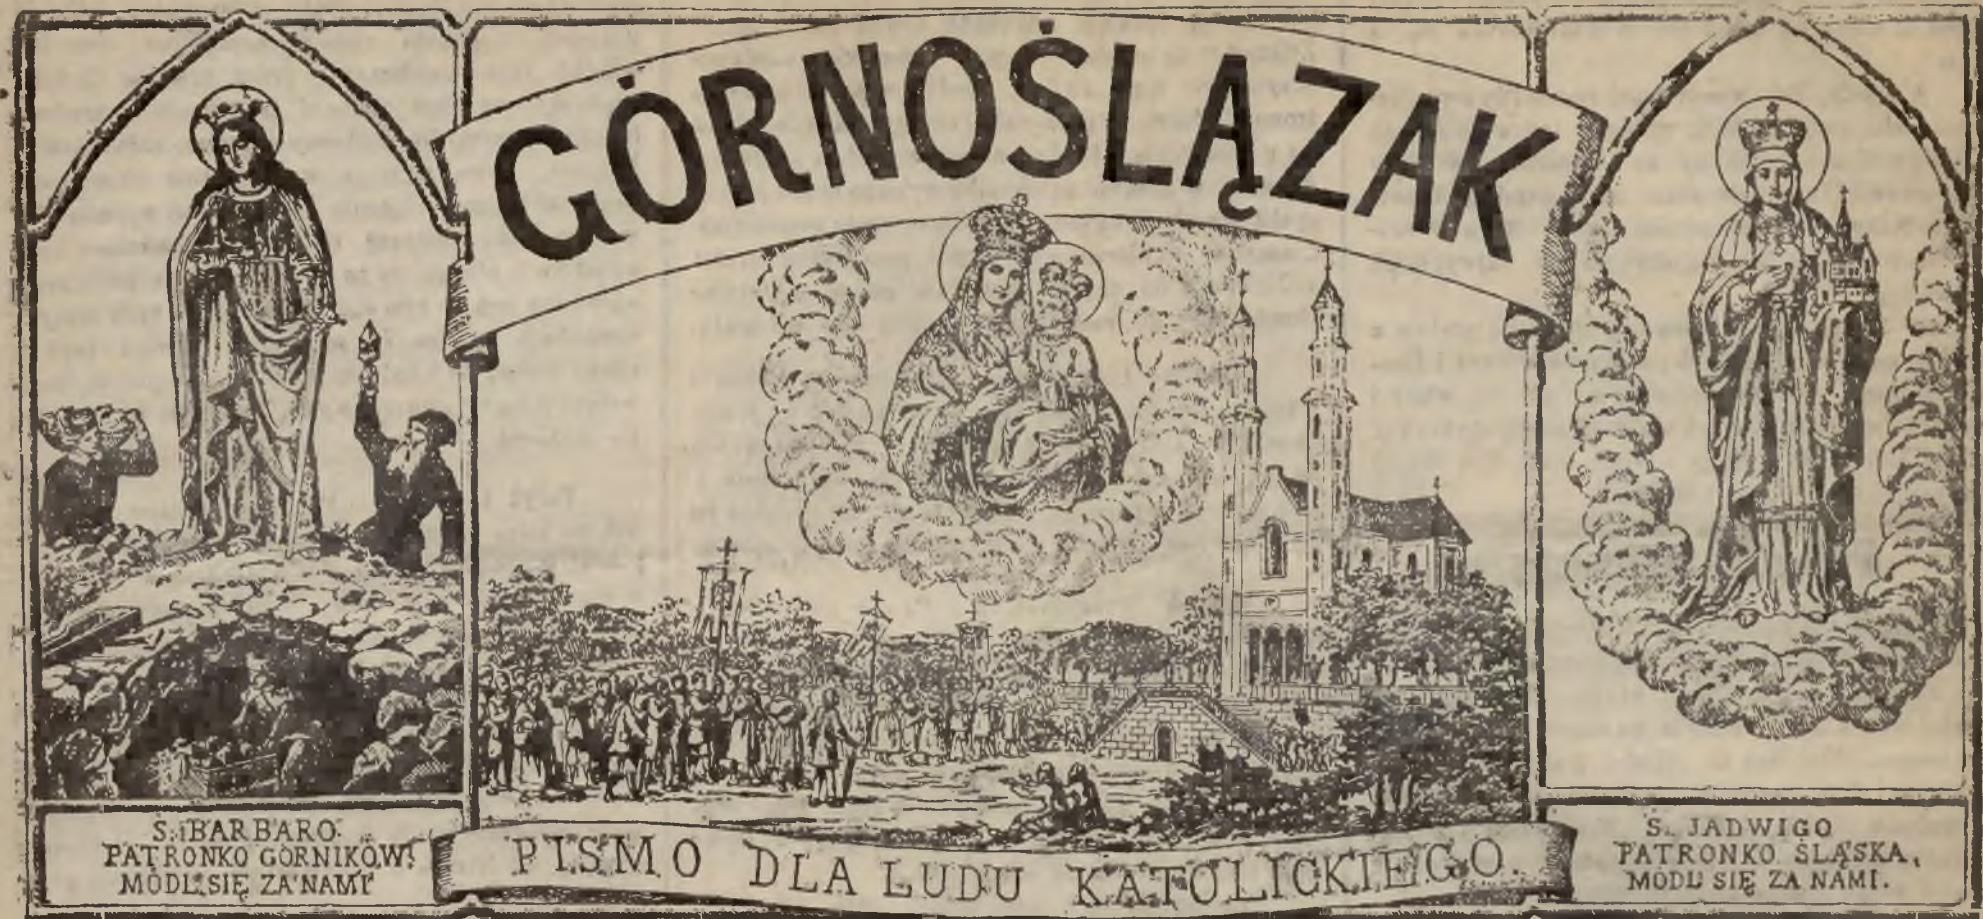 GÓRNOŚLĄZAK
S. BARBARO
PATRONKO GÓRNIKÓW!
MÓDL SIĘ ZA NAMI
PISMO DLA LUDU KATOLICKIEGO.
S. JADWIGO
PATRONKO ŚLĄSKA,
MÓDL SIĘ ZA NAMI.